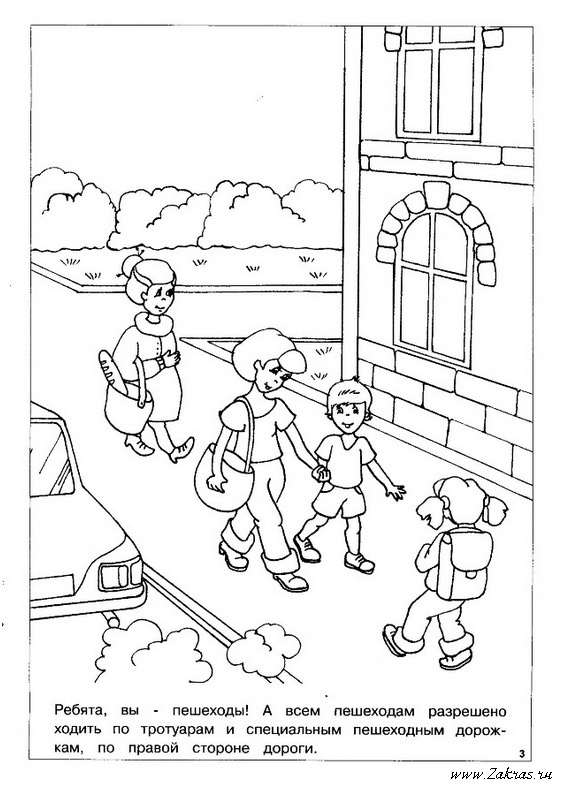 Ребята, вы - пешеходы! А всем пешеходам разрешено
ходить по тротуарам и специальным пешеходным дорож-
кам, по правой стороне дороги.
3
www.Zakras.ru